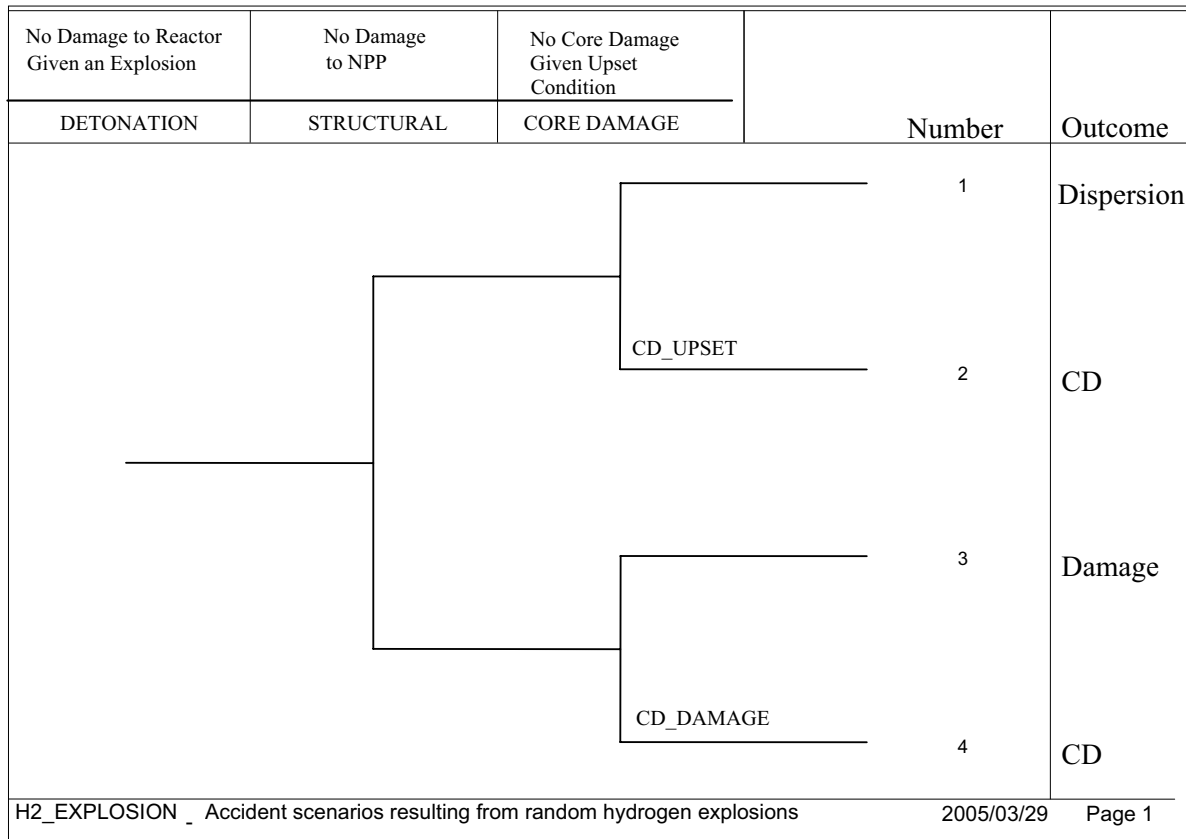 No Damage to Reactor
Given an Explosion
No Damage
to NPP
No Core Damage
Given Upset
Condition
DETONATION
STRUCTURAL
CORE DAMAGE
Number
Outcome
1
Dispersion
CD_UPSET
2
CD
3
Damage
CD_DAMAGE
4
CD
H2_EXPLOSION - Accident scenarios resulting from random hydrogen explosions 2005/03/29 Page 1